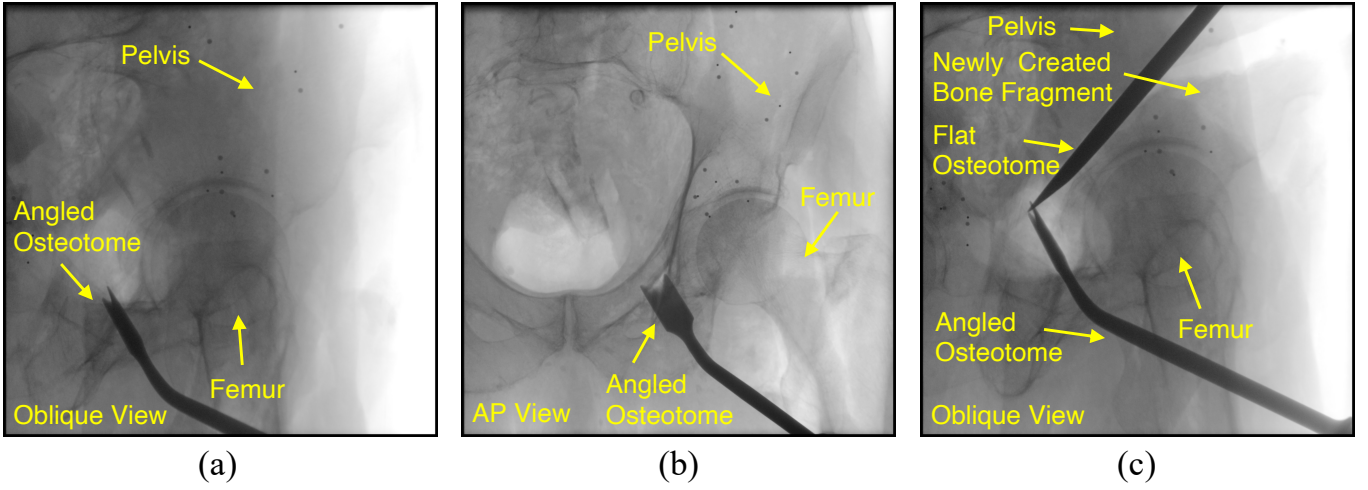 Pelvis
Angled
Osteotome
Femur
Oblique View
(a)
Pelvis
Femur
Angled
Osteotome
AP View
(b)
Pelvis
Newly Created
Bone Fragment
Flat
Osteotome
Angled
Osteotome
Femur
Oblique View
(c)